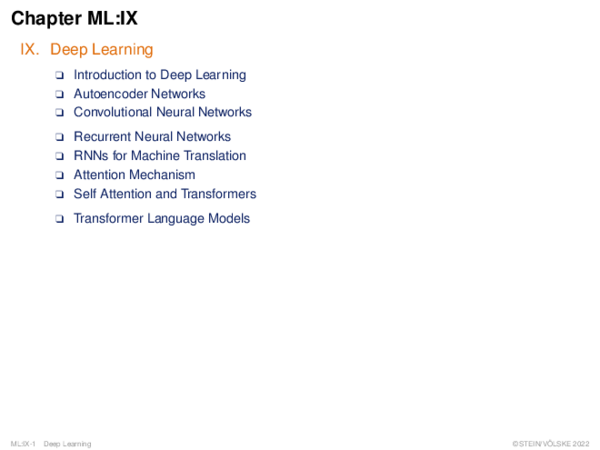 Chapter ML:IX
IX. Deep Learning
❑ Introduction to Deep Learning
❑ Autoencoder Networks
❑ Convolutional Neural Networks
❑ Recurrent Neural Networks
❑ RNNs for Machine Translation
❑ Attention Mechanism
❑ Self Attention and Transformers
❑ Transformer Language Models
ML:IX-1 Deep Learning ©STEIN/VÖLSKE 2022